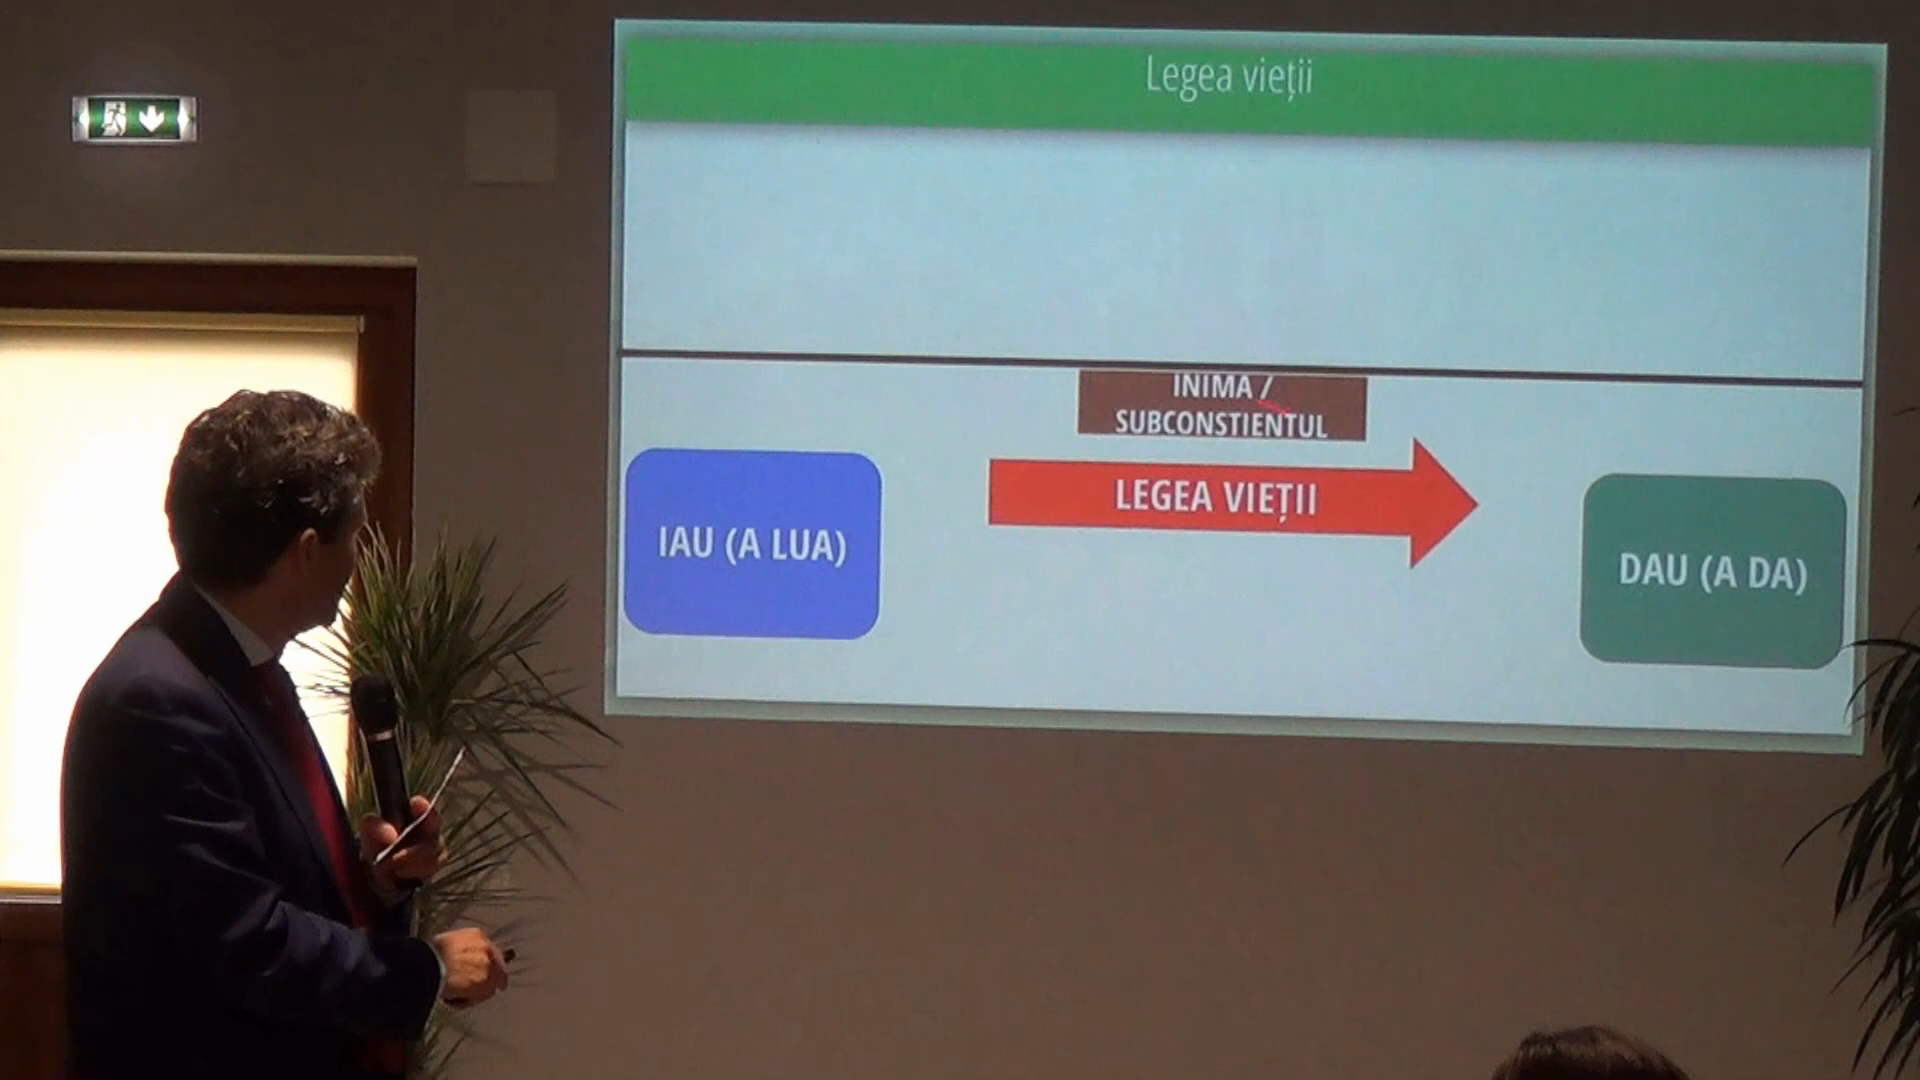 Legea vieții
INIMA /
SUBCONSTIENTUL
LEGEA VIEȚII
IAU (A LUA)
DAU (A DA)